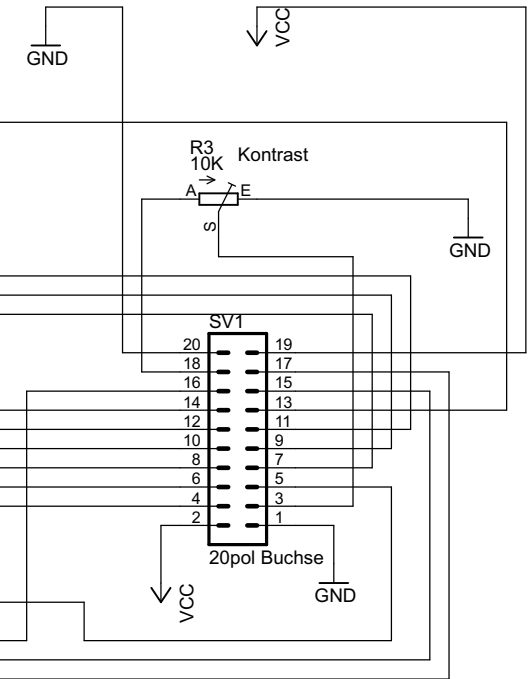 GND
VCC
R3
10K
Kontrast
A
E
S
GND
SV1
20 19
18 17
16 15
14 13
12 11
10 9
8 7
6 5
4 3
2 1
20pol Buchse
VCC
GND